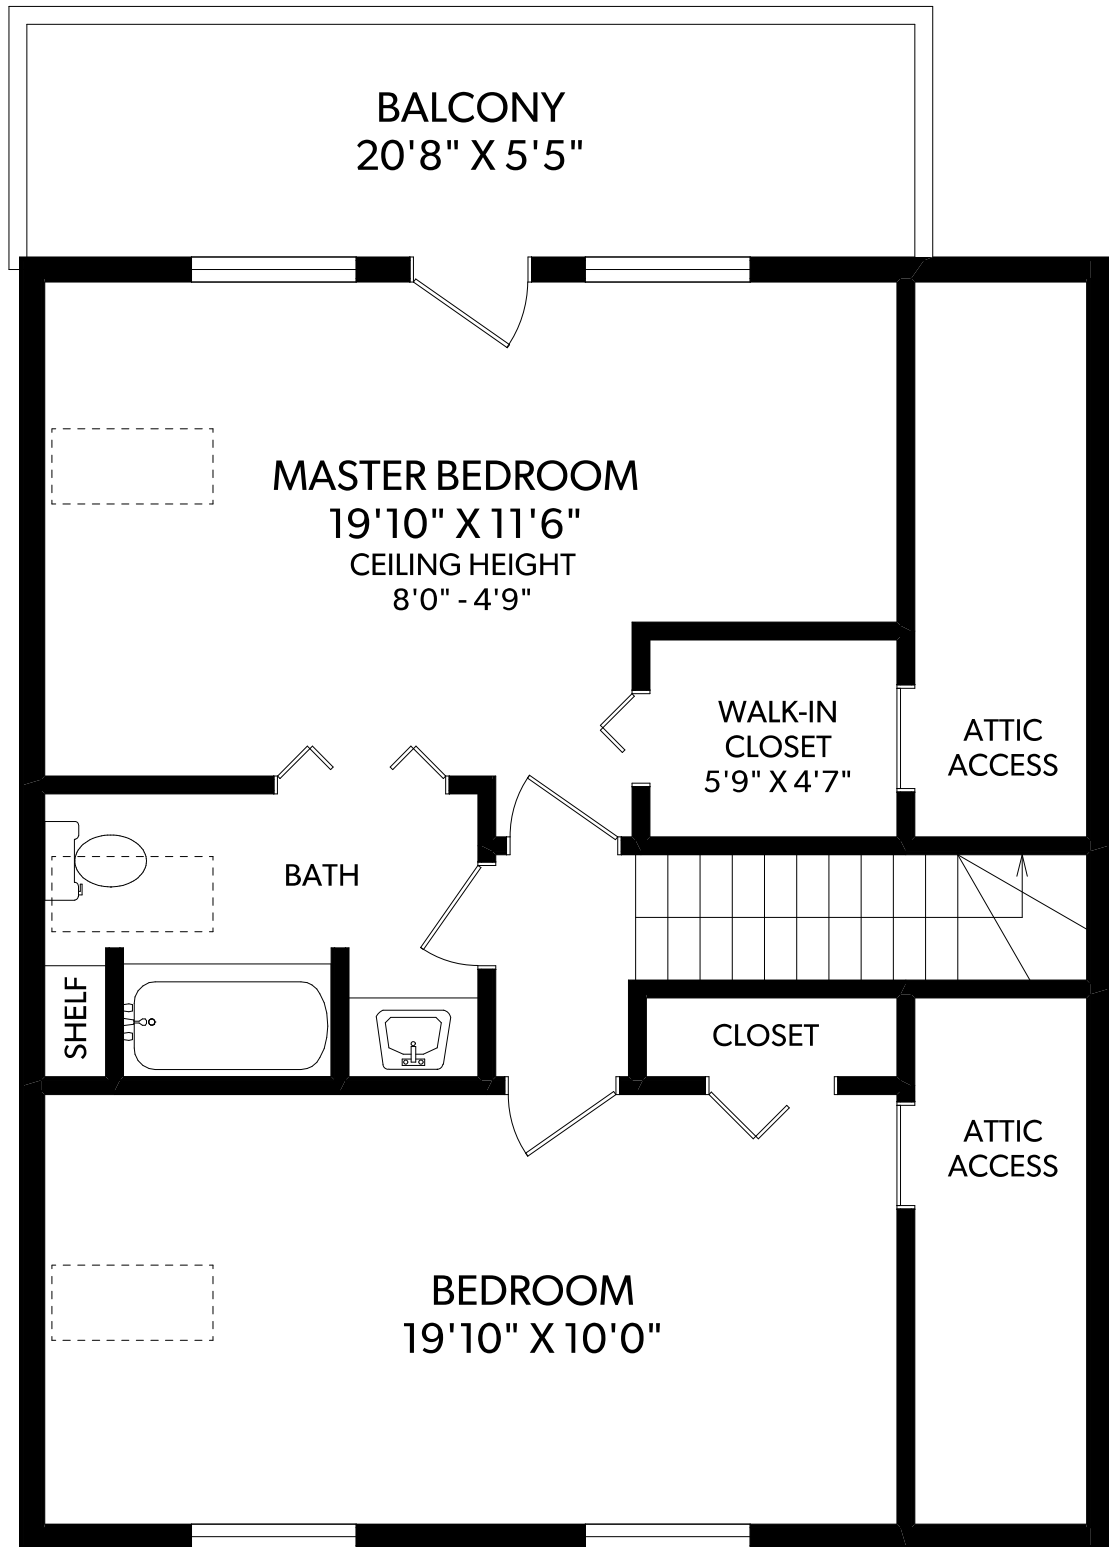 BALCONY
20'8" X 5'5"
MASTER BEDROOM
19'10" X 11'6"
CEILING HEIGHT
8'0" - 4'9"
WALK-IN
CLOSET
5'9" X 4'7"
ATTIC
ACCESS
BATH
SHELF
CLOSET
ATTIC
ACCESS
BEDROOM
19'10" X 10'0"